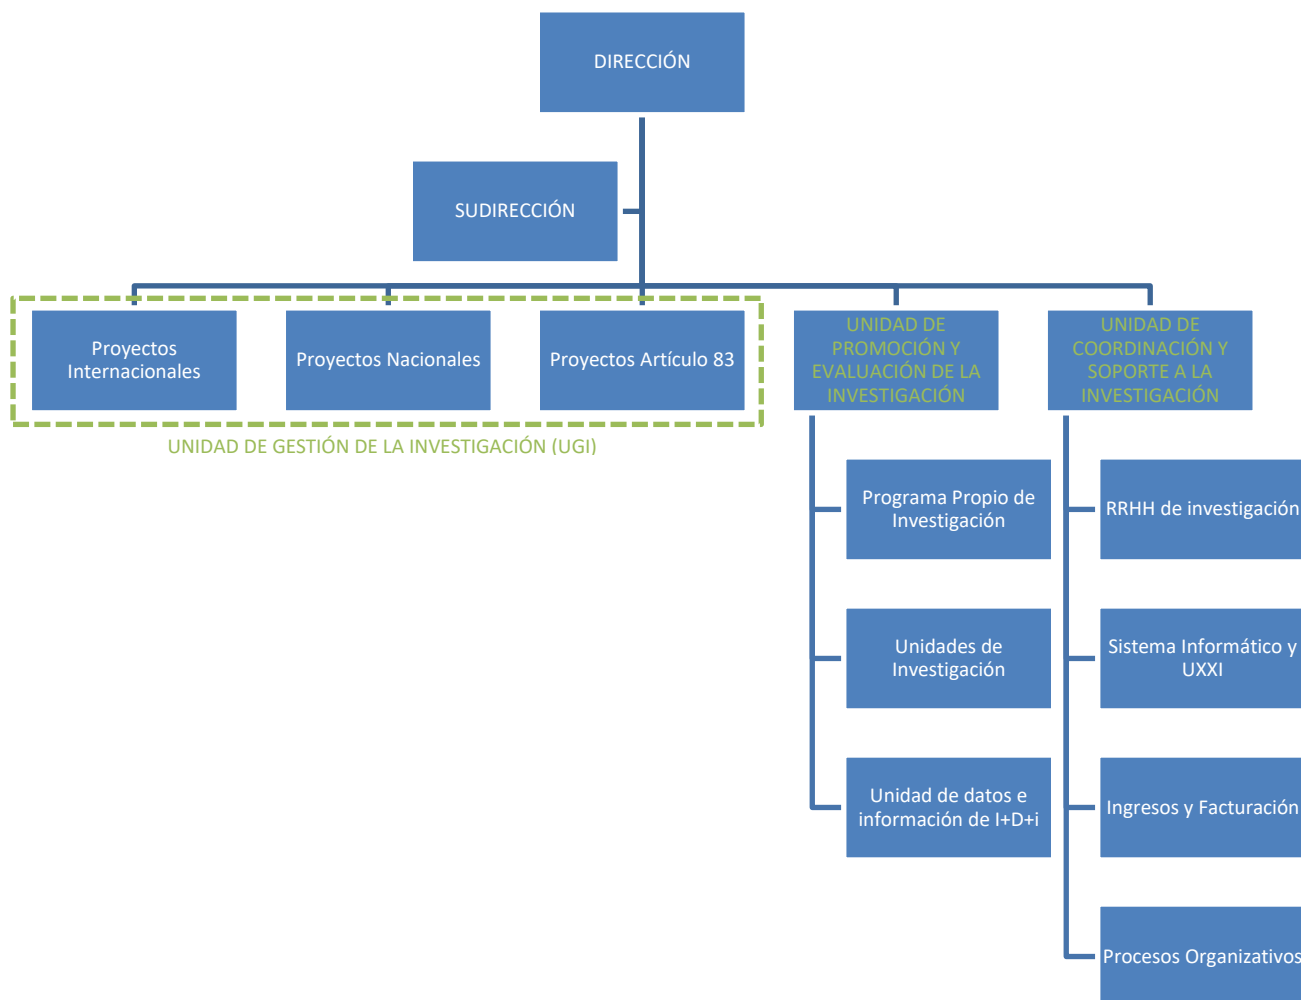 DIRECCIÓN
SUDIRECCIÓN
Proyectos
Internacionales
Proyectos Nacionales
Proyectos Artículo 83
UNIDAD DE GESTIÓN DE LA INVESTIGACIÓN (UGI)
UNIDAD DE
PROMOCIÓN Y
EVALUACIÓN DE LA
INVESTIGACIÓN
UNIDAD DE
COORDINACIÓN Y
SOPORTE A LA
INVESTIGACIÓN
Programa Propio de
Investigación
Unidades de
Investigación
Unidad de datos e
información de I+D+i
RRHH de investigación
Sistema Informático y
UXXI
Ingresos y Facturación
Procesos Organizativos